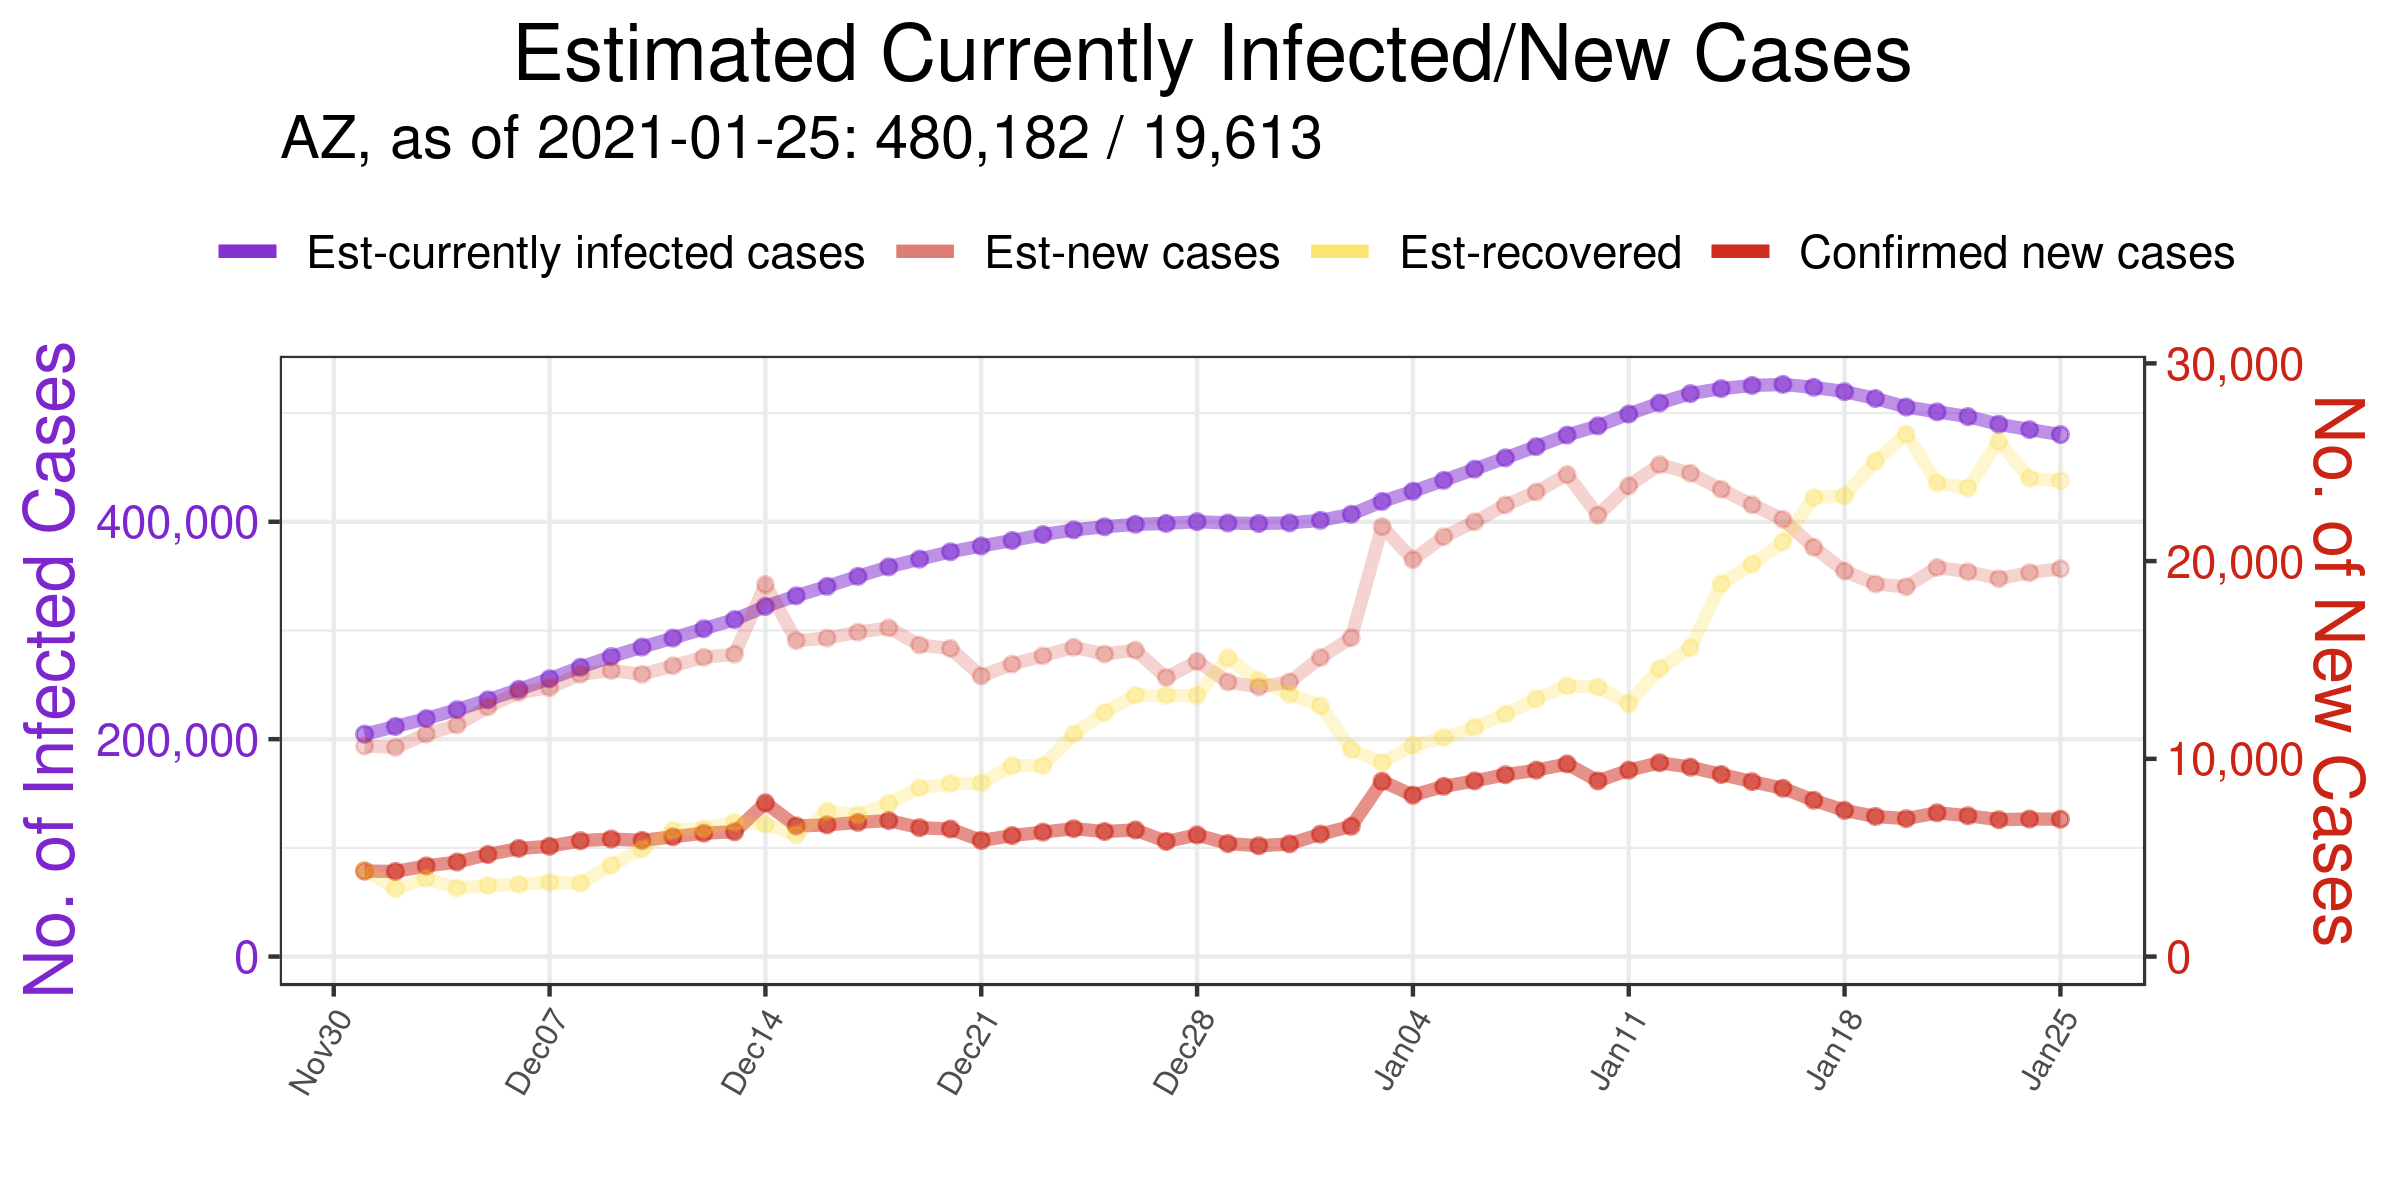 Estimated Currently Infected/New Cases
AZ, as of 2021-01-25: 480,182 / 19,613
Est-currently infected cases Est-new cases Est-recovered Confirmed new cases
No. of Infected Cases
400,000
200,000
0
30,000
20,000
10,000
0
No. of New Cases
Nov30 Dec07 Dec14 Dec21 Dec28 Jan04 Jan11 Jan18 Jan25